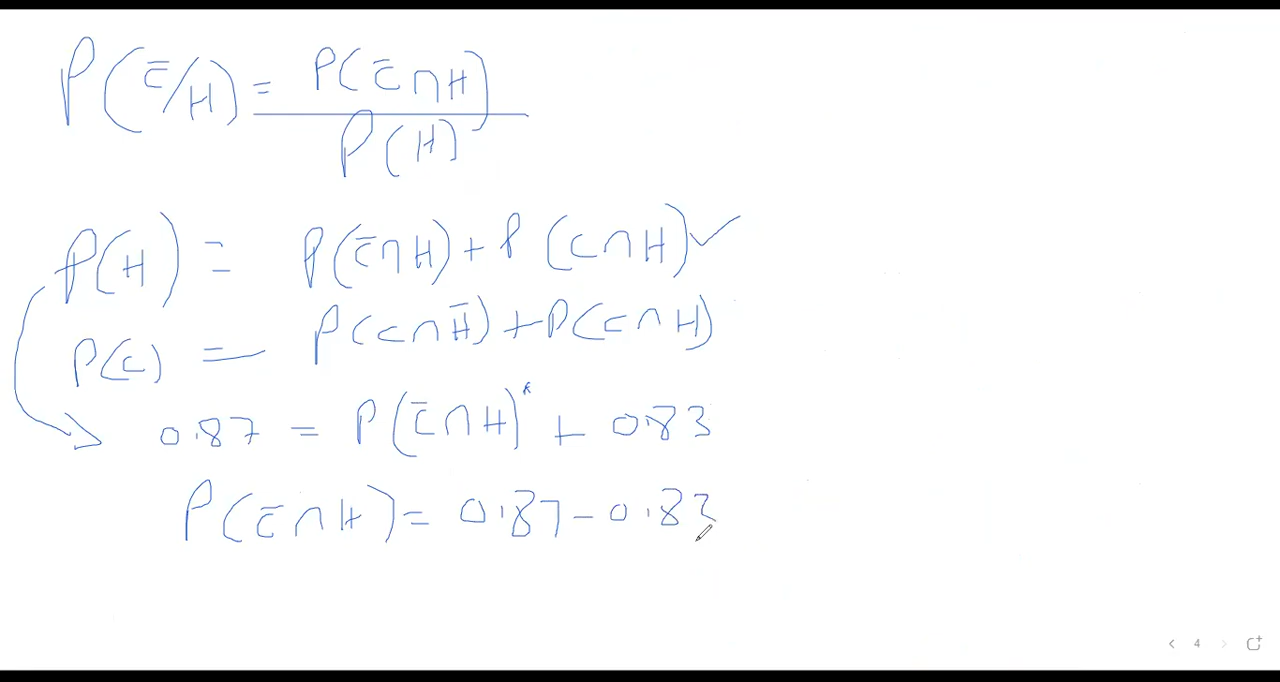 P(C̄/H) = P(C̄∩H)
P(H)
P(H) = P(C̄∩H) + P(C∩H) ✓
P(C) = P(C∩H̄) + P(C∩H)
0.87 = P(C̄∩H)* + 0.83
P(C̄∩H) = 0.87 - 0.83
4